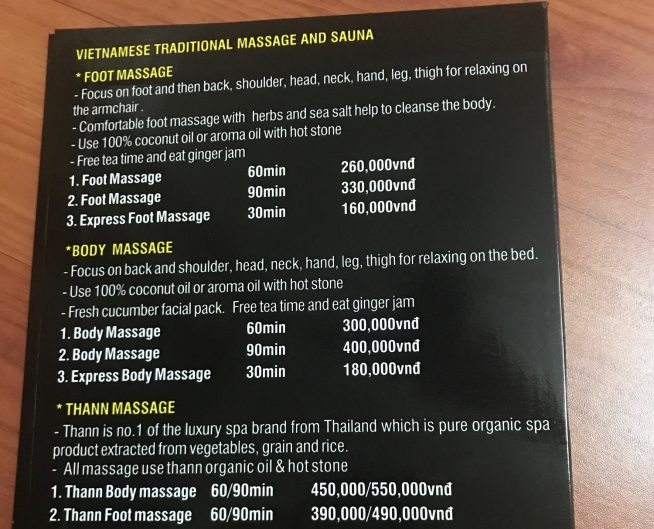 VIETNAMESE TRADITIONAL MASSAGE AND SAUNA
* FOOT MASSAGE
- Focus on foot and then back, shoulder, head, neck, hand, leg, thigh for relaxing on
the armchair .
- Comfortable foot massage with herbs and sea salt help to cleanse the body.
- Use 100% coconut oil or aroma oil with hot stone
- Free tea time and eat ginger jam
1. Foot Massage 60min 260,000vnđ
2. Foot Massage 90min 330,000vnđ
3. Express Foot Massage 30min 160,000vnđ
*BODY MASSAGE
- Focus on back and shoulder, head, neck, hand, leg, thigh for relaxing on the bed.
- Use 100% coconut oil or aroma oil with hot stone
- Fresh cucumber facial pack. Free tea time and eat ginger jam
1. Body Massage 60min 300,000vnđ
2. Body Massage 90min 400,000vnđ
3. Express Body Massage 30min 180,000vnđ
* THANN MASSAGE
- Thann is no.1 of the luxury spa brand from Thailand which is pure organic spa
product extracted from vegetables, grain and rice.
- All massage use thann organic oil & hot stone
1. Thann Body massage 60/90min 450,000/550,000vnđ
2. Thann Foot massage 60/90min 390,000/490,000vnđ